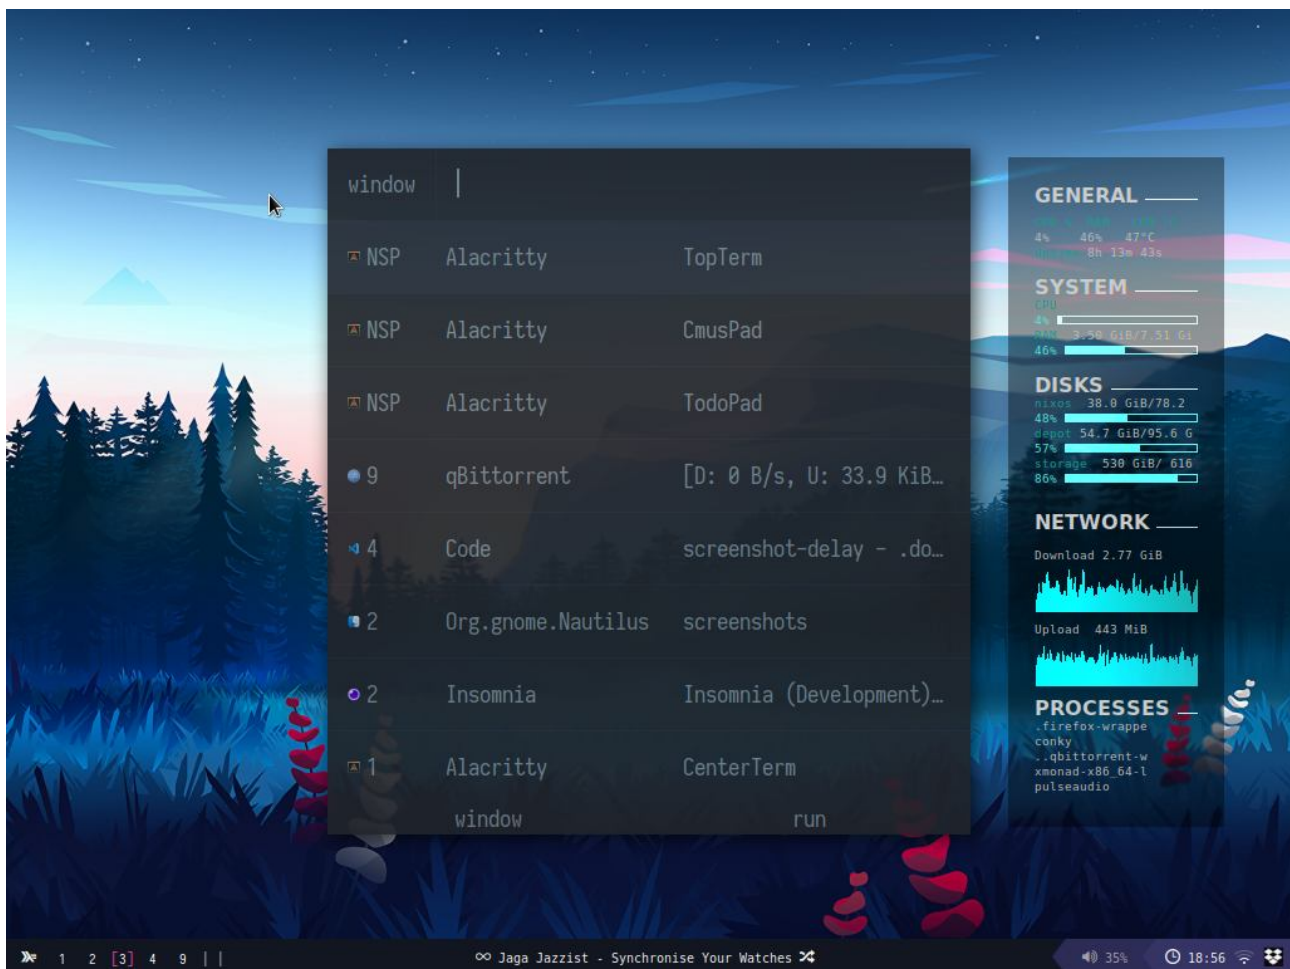 window
NSP Alacritty TopTerm
NSP Alacritty CmusPad
NSP Alacritty TodoPad
9 qBittorrent [D: 0 B/s, U: 33.9 KiB…
4 Code screenshot-delay - .do…
2 Org.gnome.Nautilus screenshots
2 Insomnia Insomnia (Development)…
1 Alacritty CenterTerm
window run
GENERAL
4% 46% 47°C
8h 13m 43s
SYSTEM
CPU
4%
RAM 3.50 GiB/7.51 Gi
46%
DISKS
nixos 38.0 GiB/78.2
48%
depot 54.7 GiB/95.6 G
57%
storage 530 GiB/ 616
86%
NETWORK
Download 2.77 GiB
Upload 443 MiB
PROCESSES
.firefox-wrappe
conky
..qbittorrent-w
xmonad-x86_64-l
pulseaudio
1 2 [3] 4 9 | | ∞ Jaga Jazzist - Synchronise Your Watches 35% 18:56